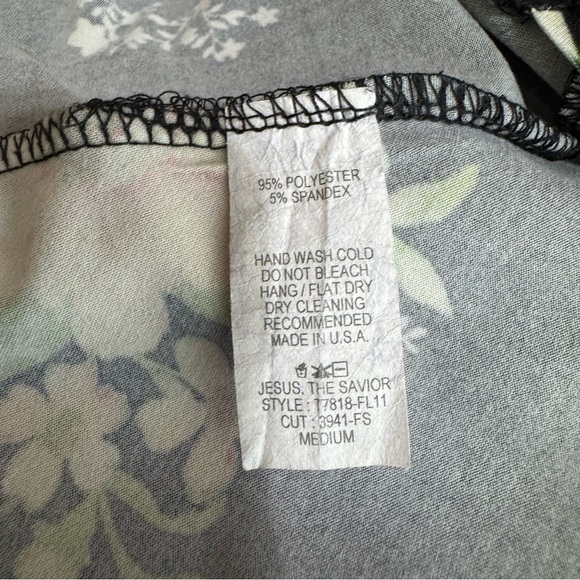 95% POLYESTER
5% SPANDEX
HAND WASH COLD
DO NOT BLEACH
HANG / FLAT DRY
DRY CLEANING
RECOMMENDED
MADE IN U.S.A.
JESUS, THE SAVIOR
STYLE : T7818-FL11
CUT : 3941-FS
MEDIUM